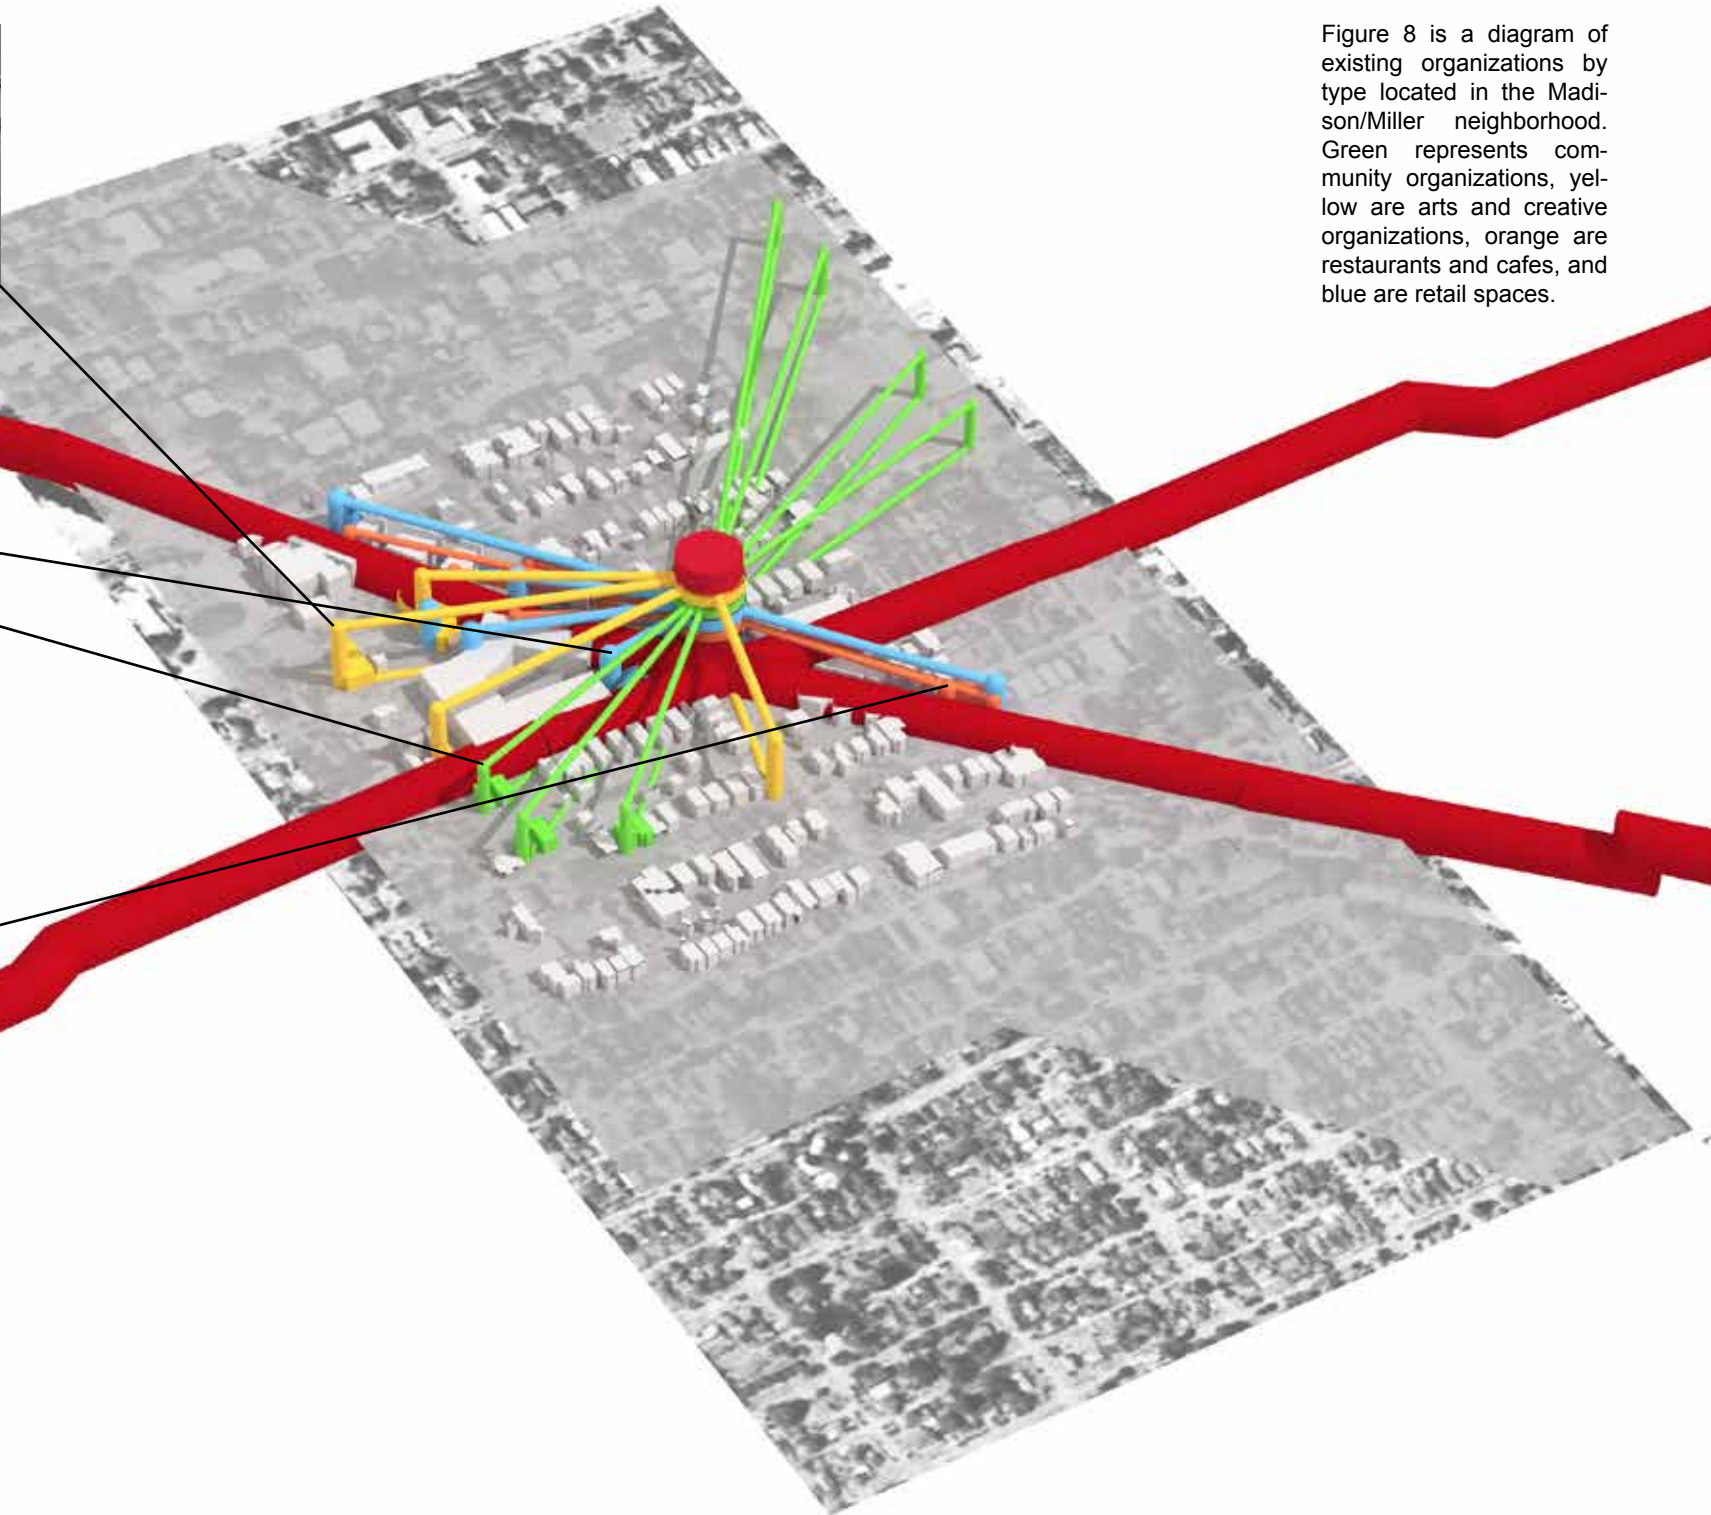 Figure 8 is a diagram of
existing organizations by
type located in the Madi-
son/Miller neighborhood.
Green represents com-
munity organizations, yel-
low are arts and creative
organizations, orange are
restaurants and cafes, and
blue are retail spaces.